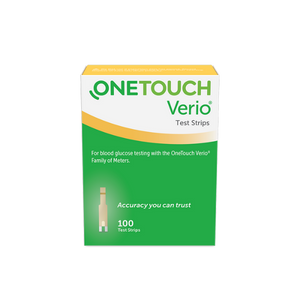 ONETOUCH
Verio®
Test Strips
For blood glucose testing with the OneTouch Verio®
Family of Meters.
Accuracy you can trust
100
Test Strips